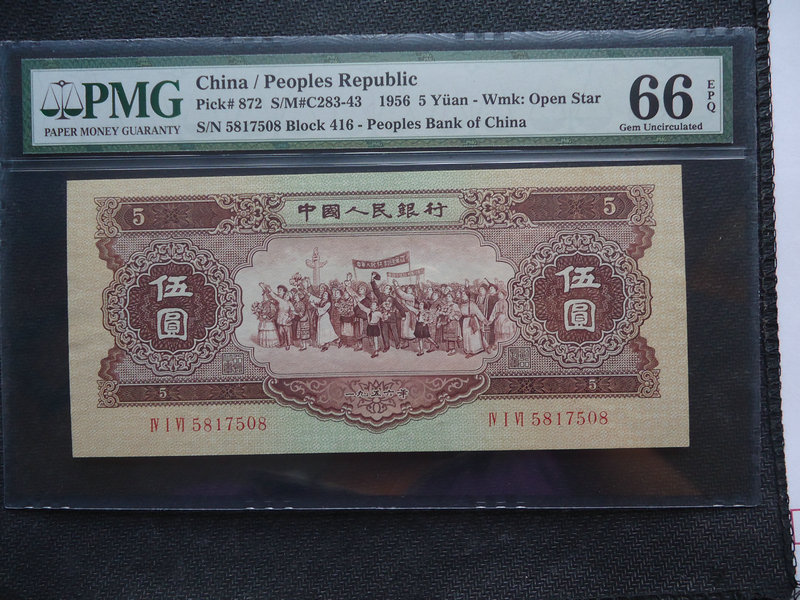 PMG
PAPER MONEY GUARANTY
China / Peoples Republic
Pick# 872 S/M#C283-43 1956 5 Yüan - Wmk: Open Star
S/N 5817508 Block 416 - Peoples Bank of China
66 EPQ
Gem Uncirculated
5 中國人民銀行 5
伍圓 伍圓
5 一九五六年 5
Ⅳ Ⅰ Ⅵ 5817508 Ⅳ Ⅰ Ⅵ 5817508